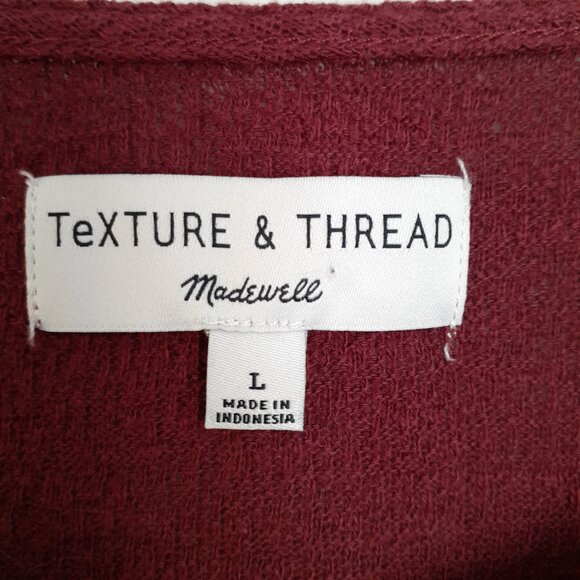 TeXTURE & THREAD
Madewell
L
MADE IN
INDONESIA